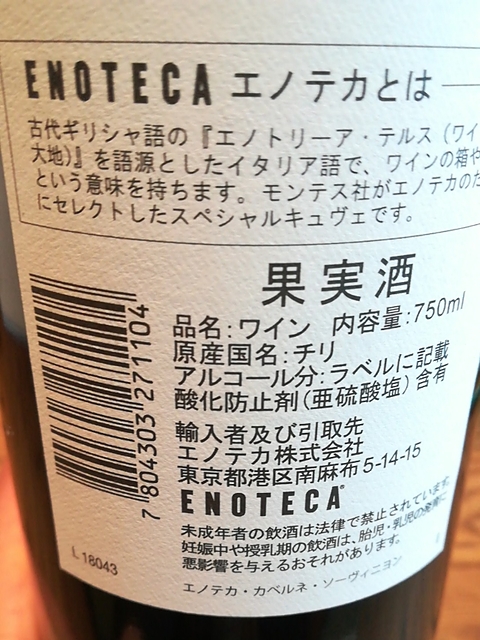 ENOTECA エノテカとは
古代ギリシャ語の『エノトリーア・テルス（ワイ
大地）』を語源としたイタリア語で、ワインの箱や
という意味を持ちます。モンテス社がエノテカのた
にセレクトしたスペシャルキュヴェです。
果実酒
品名:ワイン 内容量:750ml
原産国名:チリ
アルコール分:ラベルに記載
酸化防止剤(亜硫酸塩)含有
輸入者及び引取先
エノテカ株式会社
東京都港区南麻布5-14-15
ENOTECA®
未成年者の飲酒は法律で禁止されています。
妊娠中や授乳期の飲酒は、胎児・乳児の発育に
悪影響を与えるおそれがあります。
エノテカ・カベルネ・ソーヴィニヨン
7 804303 271104
L 18043